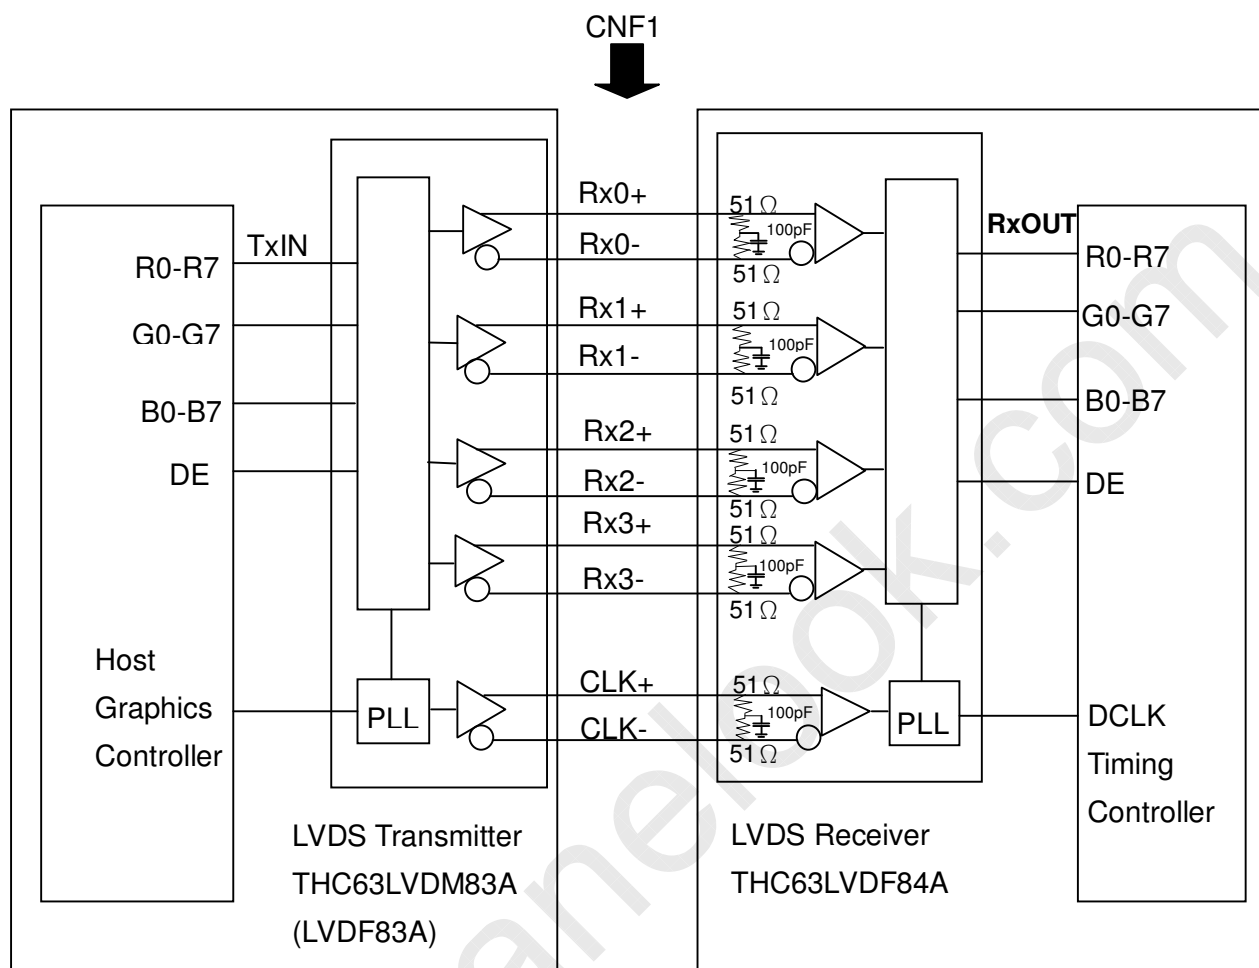 CNF1
R0-R7
G0-G7
B0-B7
DE
Host
Graphics
Controller
TxIN
PLL
LVDS Transmitter
THC63LVDM83A
(LVDF83A)
Rx0+
Rx0-
Rx1+
Rx1-
Rx2+
Rx2-
Rx3+
Rx3-
CLK+
CLK-
51Ω
100pF
51Ω
51Ω
100pF
51Ω
51Ω
100pF
51Ω
51Ω
100pF
51Ω
51Ω
100pF
51Ω
PLL
LVDS Receiver
THC63LVDF84A
RxOUT
R0-R7
G0-G7
B0-B7
DE
DCLK
Timing
Controller
anelook.com